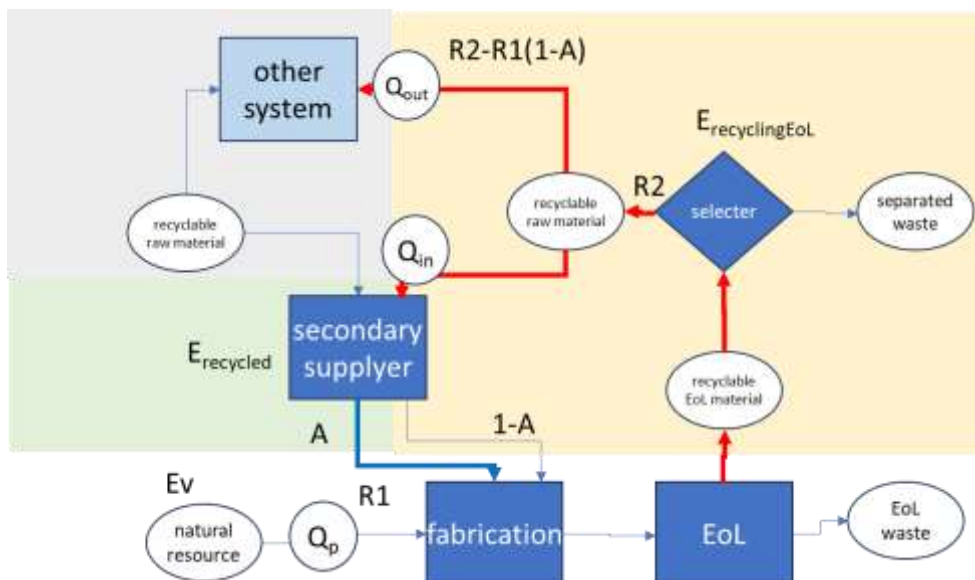 R2-R1(1-A)
other
system
Qout
ErecyclingEoL
R2
selecter
separated
waste
recyclable
raw material
recyclable
raw material
Qin
secondary
supplyer
Erecycled
recyclable
EoL material
A
1-A
Ev
R1
natural
resource
Qp
fabrication
EoL
EoL
waste